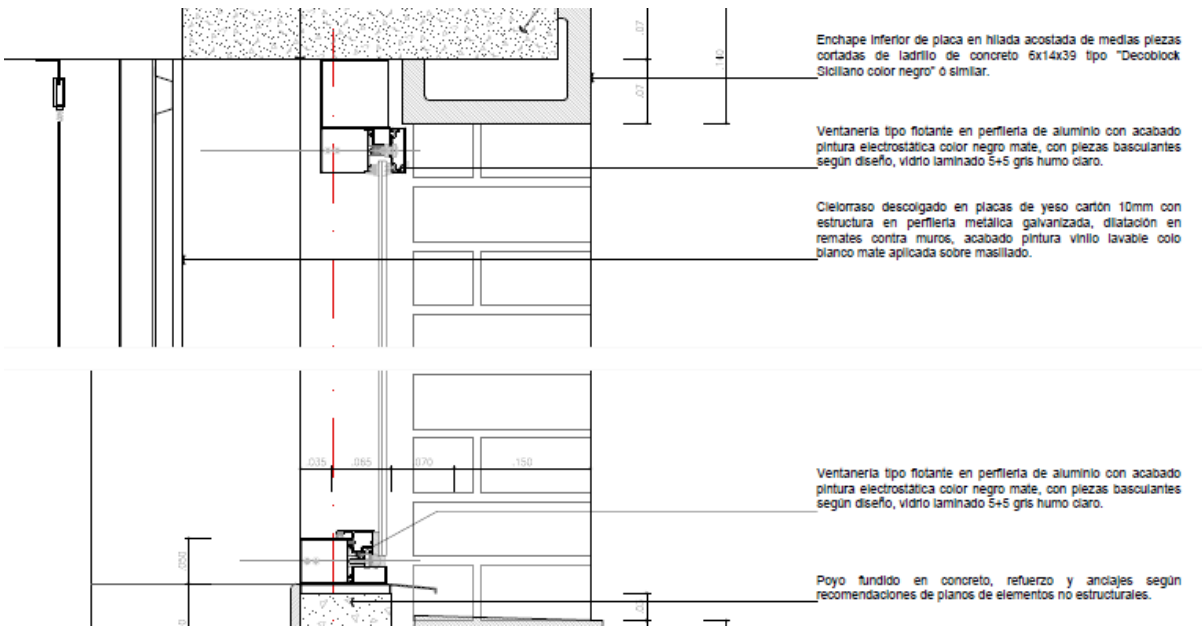 .07
.140
.07
Enchape inferior de placa en hilada acostada de medias piezas
cortadas de ladrillo de concreto 6x14x39 tipo "Decoblock
Siciliano color negro" ó similar.
Ventanería tipo flotante en perfilería de aluminio con acabado
pintura electrostática color negro mate, con piezas basculantes
según diseño, vidrio laminado 5+5 gris humo claro.
Cielorraso descolgado en placas de yeso cartón 10mm con
estructura en perfilería metálica galvanizada, dilatación en
remates contra muros, acabado pintura vinilo lavable colo
blanco mate aplicada sobre masillado.
.035 .065 .070 .150
Ventanería tipo flotante en perfilería de aluminio con acabado
pintura electrostática color negro mate, con piezas basculantes
según diseño, vidrio laminado 5+5 gris humo claro.
.050
Poyo fundido en concreto, refuerzo y anclajes según
recomendaciones de planos de elementos no estructurales.